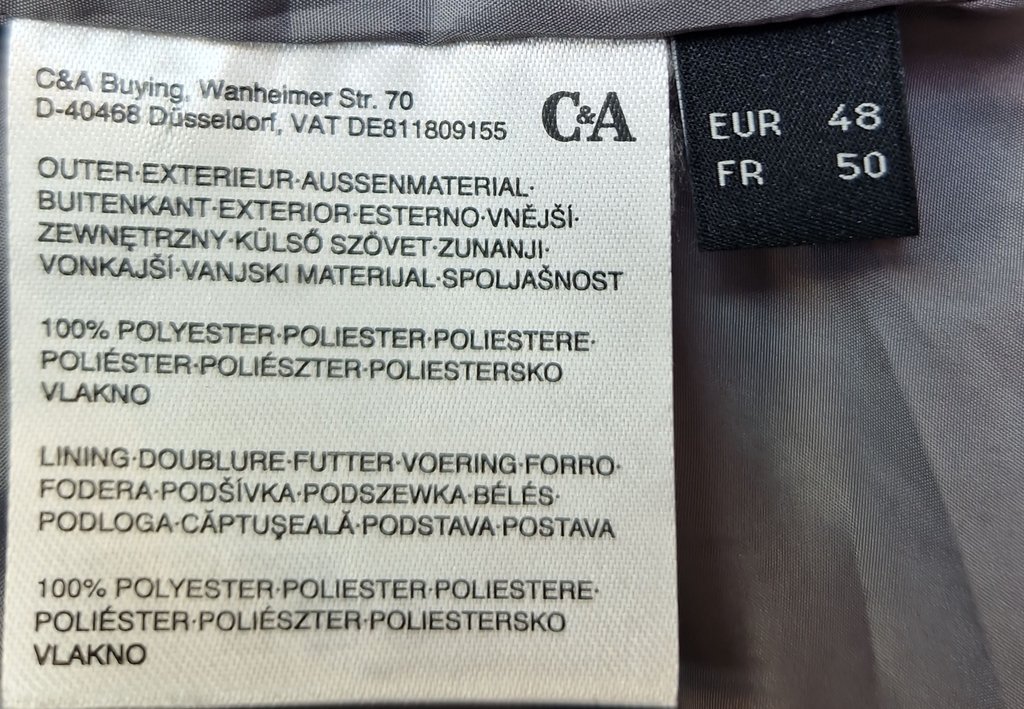 C&A Buying, Wanheimer Str. 70
D-40468 Düsseldorf, VAT DE811809155
C&A
OUTER·EXTERIEUR·AUSSENMATERIAL·
BUITENKANT·EXTERIOR·ESTERNO·VNĚJŠÍ·
ZEWNĘTRZNY·KÜLSŐ SZÖVET·ZUNANJI·
VONKAJŠÍ·VANJSKI MATERIJAL·SPOLJAŠNOST
100% POLYESTER·POLIESTER·POLIESTERE·
POLIÉSTER·POLIÉSZTER·POLIESTERSKO
VLAKNO
LINING·DOUBLURE·FUTTER·VOERING·FORRO·
FODERA·PODŠÍVKA·PODSZEWKA·BÉLÉS·
PODLOGA·CĂPTUŞEALĂ·PODSTAVA·POSTAVA
100% POLYESTER·POLIESTER·POLIESTERE·
POLIÉSTER·POLIÉSZTER·POLIESTERSKO
VLAKNO
EUR 48
FR 50